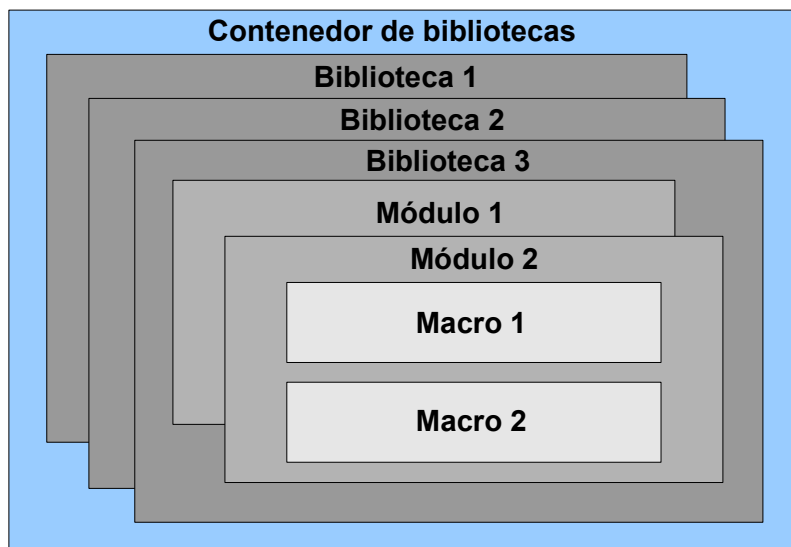 Contenedor de bibliotecas
Biblioteca 1
Biblioteca 2
Biblioteca 3
Módulo 1
Módulo 2
Macro 1
Macro 2